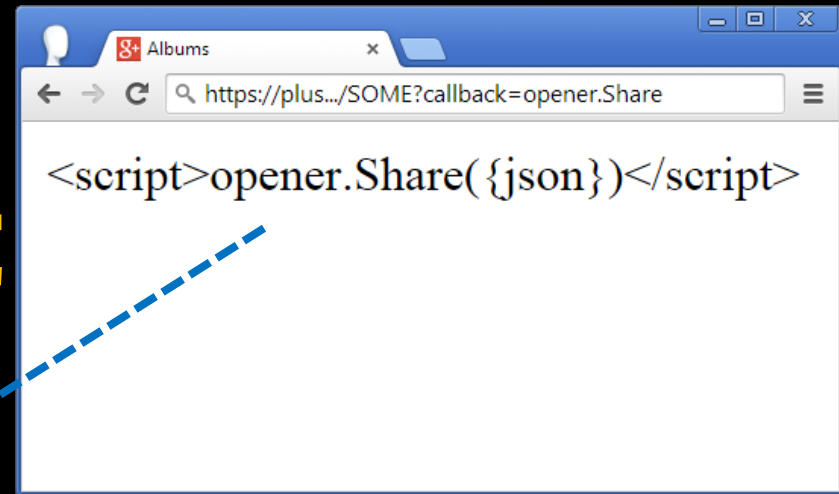 g+ Albums
https://plus.../SOME?callback=opener.Share
<script>opener.Share({json})</script>